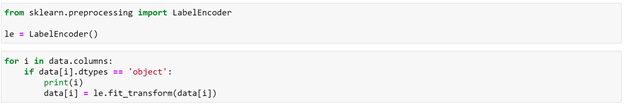 from sklearn.preprocessing import LabelEncoder
le = LabelEncoder()
for i in data.columns:
    if data[i].dtypes == 'object':
        print(i)
        data[i] = le.fit_transform(data[i])